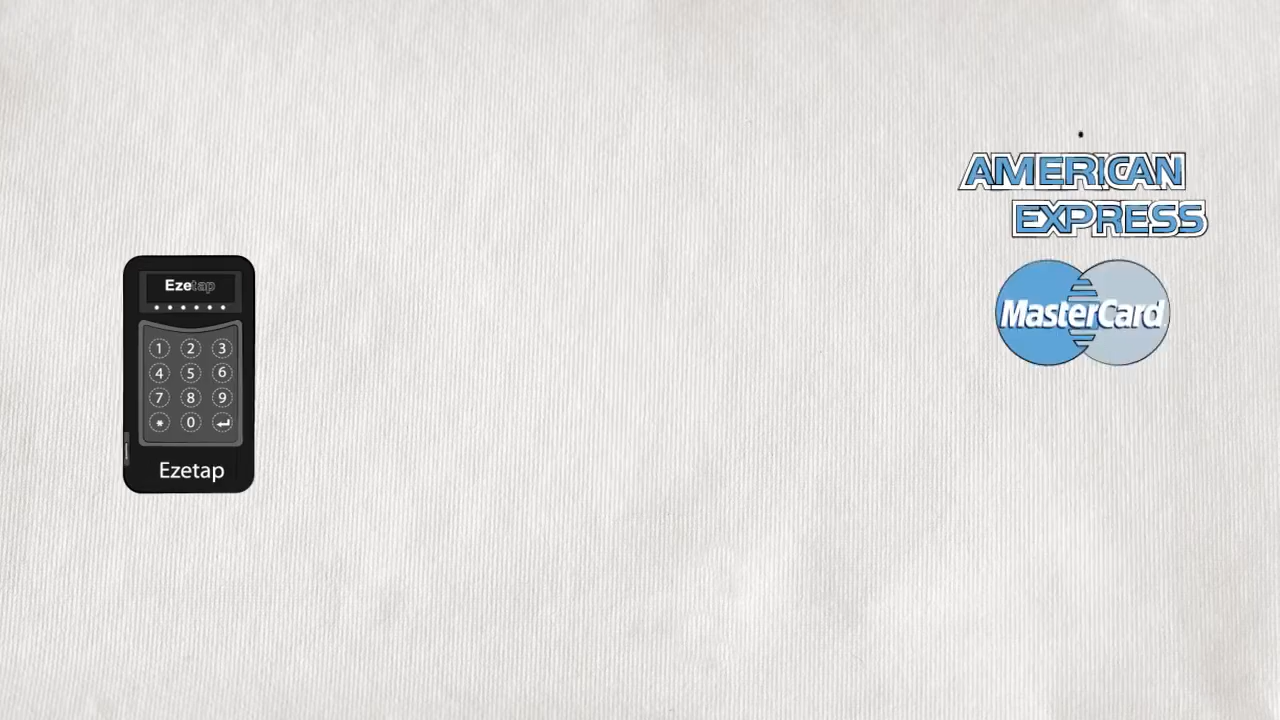 Ezetap
1 2 3
4 5 6
7 8 9
* 0
Ezetap
AMERICAN
EXPRESS
MasterCard